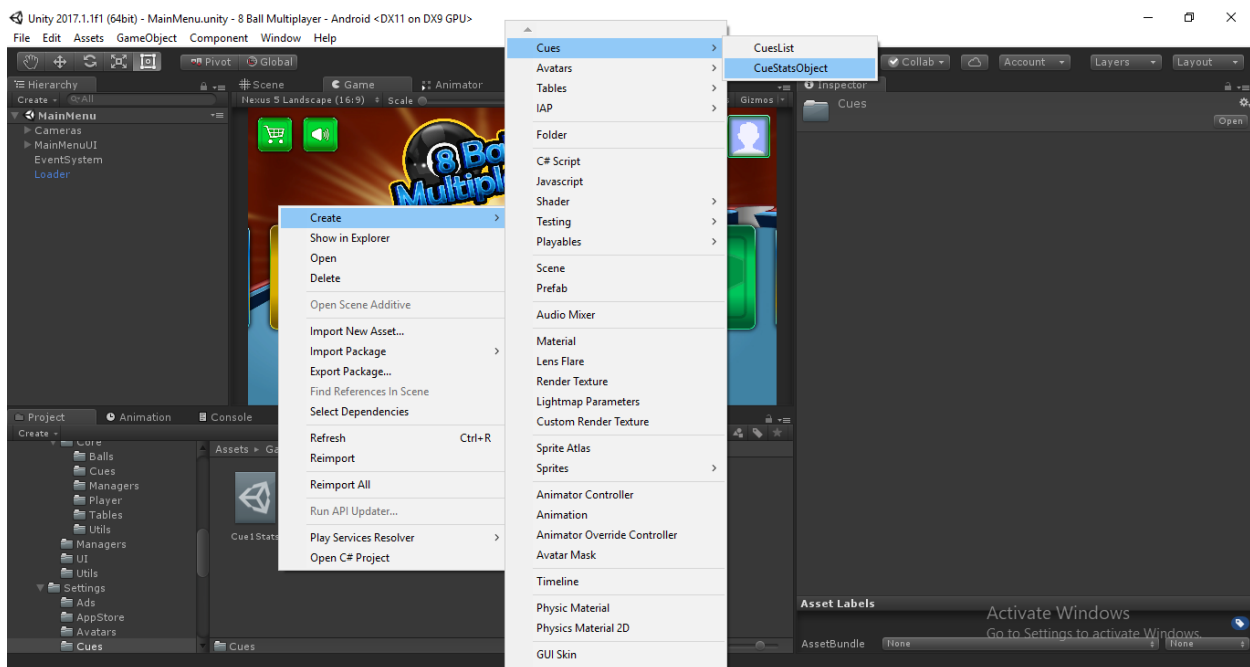 Unity 2017.1.1f1 (64bit) - MainMenu.unity - 8 Ball Multiplayer - Android <DX11 on DX9 GPU>
File Edit Assets GameObject Component Window Help
Pivot Global
Collab Account Layers Layout
Hierarchy
Create All
MainMenu
Cameras
MainMenuUI
EventSystem
Loader
Scene Game Animator
Nexus 5 Landscape (16:9) Scale
Gizmos
8 Ba
Multipl
Create
Show in Explorer
Open
Delete
Open Scene Additive
Import New Asset...
Import Package
Export Package...
Find References In Scene
Select Dependencies
Refresh Ctrl+R
Reimport
Reimport All
Run API Updater...
Play Services Resolver
Open C# Project
Cues
Avatars
Tables
IAP
Folder
C# Script
Javascript
Shader
Testing
Playables
Scene
Prefab
Audio Mixer
Material
Lens Flare
Render Texture
Lightmap Parameters
Custom Render Texture
Sprite Atlas
Sprites
Animator Controller
Animation
Animator Override Controller
Avatar Mask
Timeline
Physic Material
Physics Material 2D
GUI Skin
CuesList
CueStatsObject
Inspector
Cues
Open
Project Animation Console
Create
Core
Balls
Cues
Managers
Player
Tables
Utils
Managers
UI
Utils
Settings
Ads
AppStore
Avatars
Cues
Assets Ga
Cue1Stats
Cues
Asset Labels
Activate Windows
Go to Settings to activate Windows.
AssetBundle None None